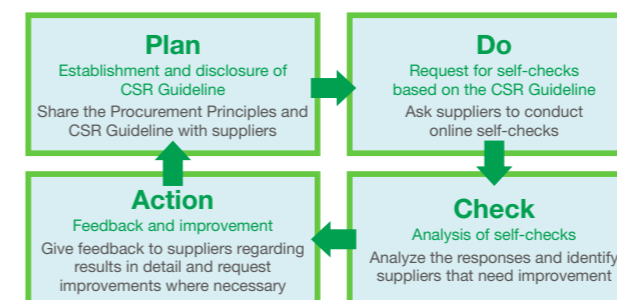 Plan
Establishment and disclosure of
CSR Guideline
Share the Procurement Principles and
CSR Guideline with suppliers
Do
Request for self-checks
based on the CSR Guideline
Ask suppliers to conduct
online self-checks
Check
Analysis of self-checks
Analyze the responses and identify
suppliers that need improvement
Action
Feedback and improvement
Give feedback to suppliers regarding
results in detail and request
improvements where necessary